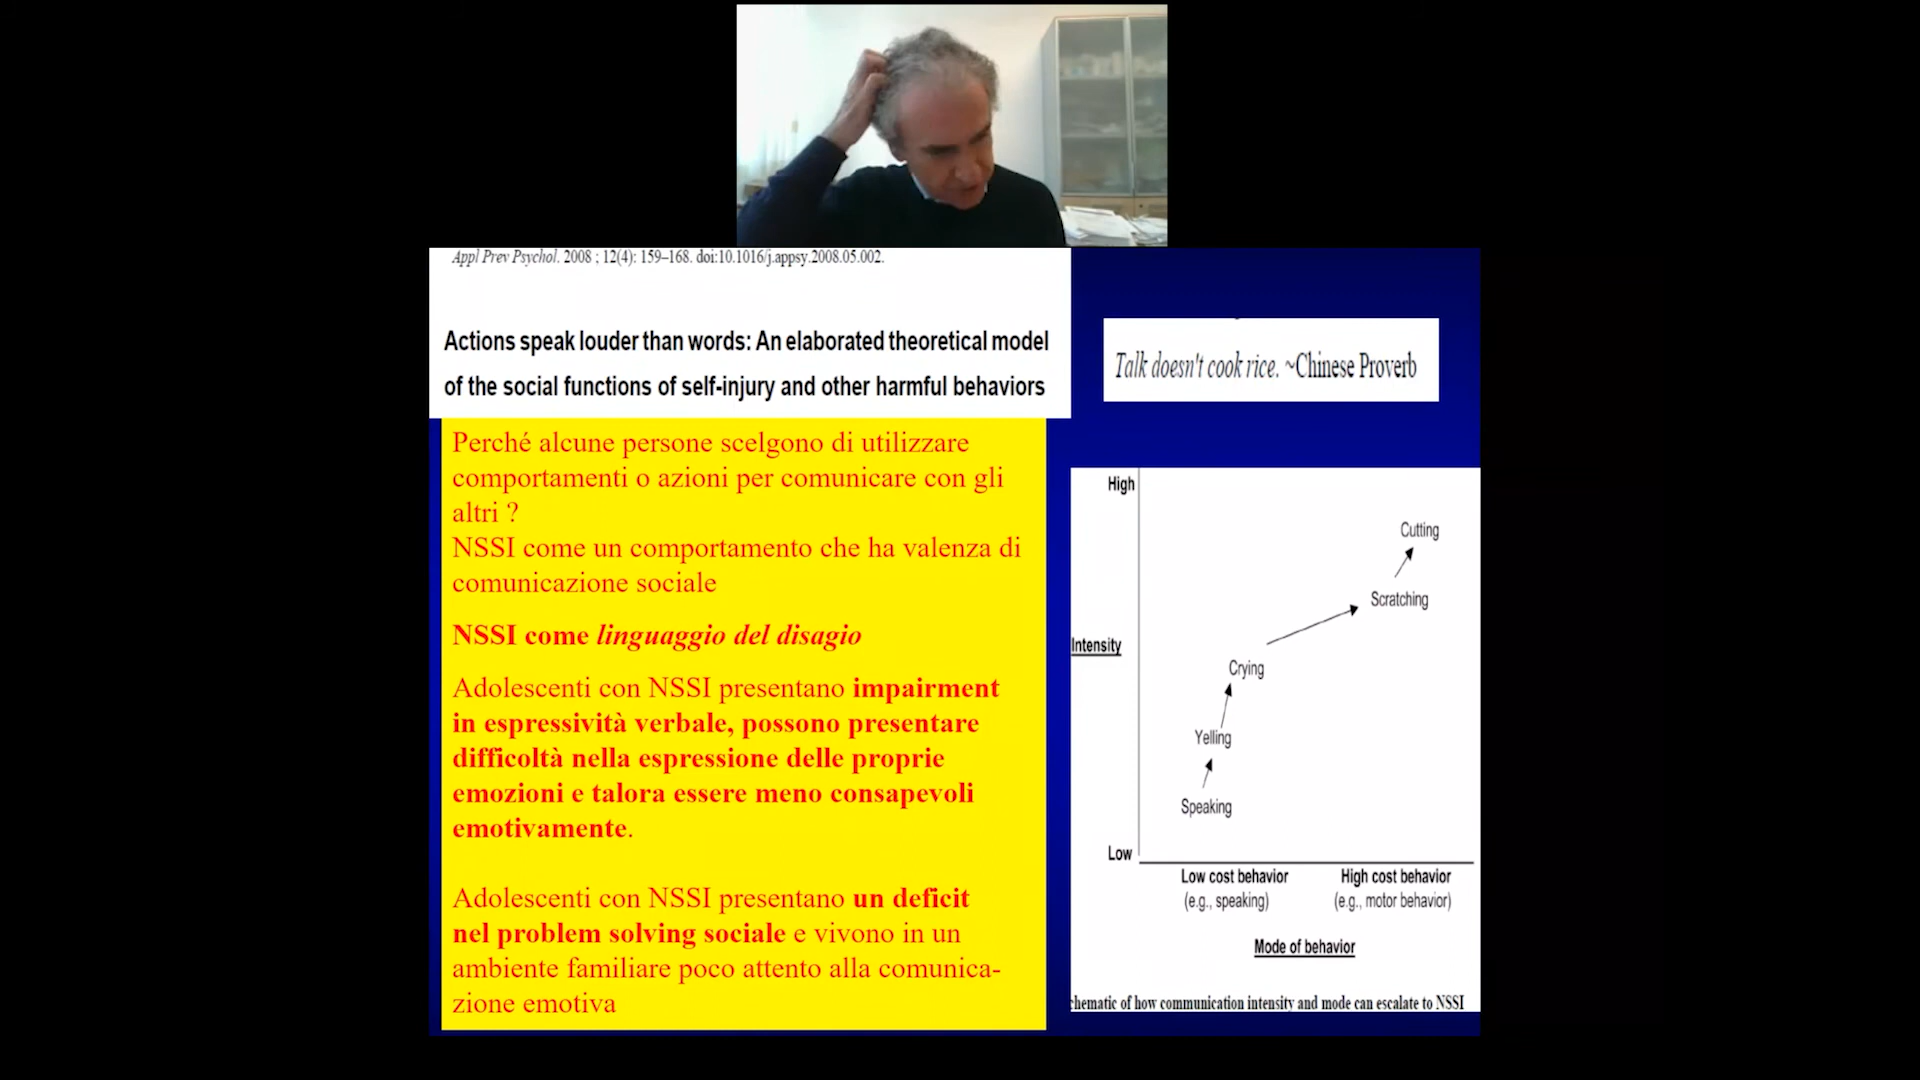 Appl Prev Psychol. 2008 ; 12(4): 159–168. doi:10.1016/j.appsy.2008.05.002.
Actions speak louder than words: An elaborated theoretical model
of the social functions of self-injury and other harmful behaviors
Talk doesn't cook rice. ~Chinese Proverb
Perché alcune persone scelgono di utilizzare
comportamenti o azioni per comunicare con gli
altri ?
NSSI come un comportamento che ha valenza di
comunicazione sociale
NSSI come linguaggio del disagio
Adolescenti con NSSI presentano impairment
in espressività verbale, possono presentare
difficoltà nella espressione delle proprie
emozioni e talora essere meno consapevoli
emotivamente.
Adolescenti con NSSI presentano un deficit
nel problem solving sociale e vivono in un
ambiente familiare poco attento alla comunica-
zione emotiva
High
Cutting
Scratching
Intensity
Crying
Yelling
Speaking
Low
Low cost behavior
(e.g., speaking)
High cost behavior
(e.g., motor behavior)
Mode of behavior
chematic of how communication intensity and mode can escalate to NSSI